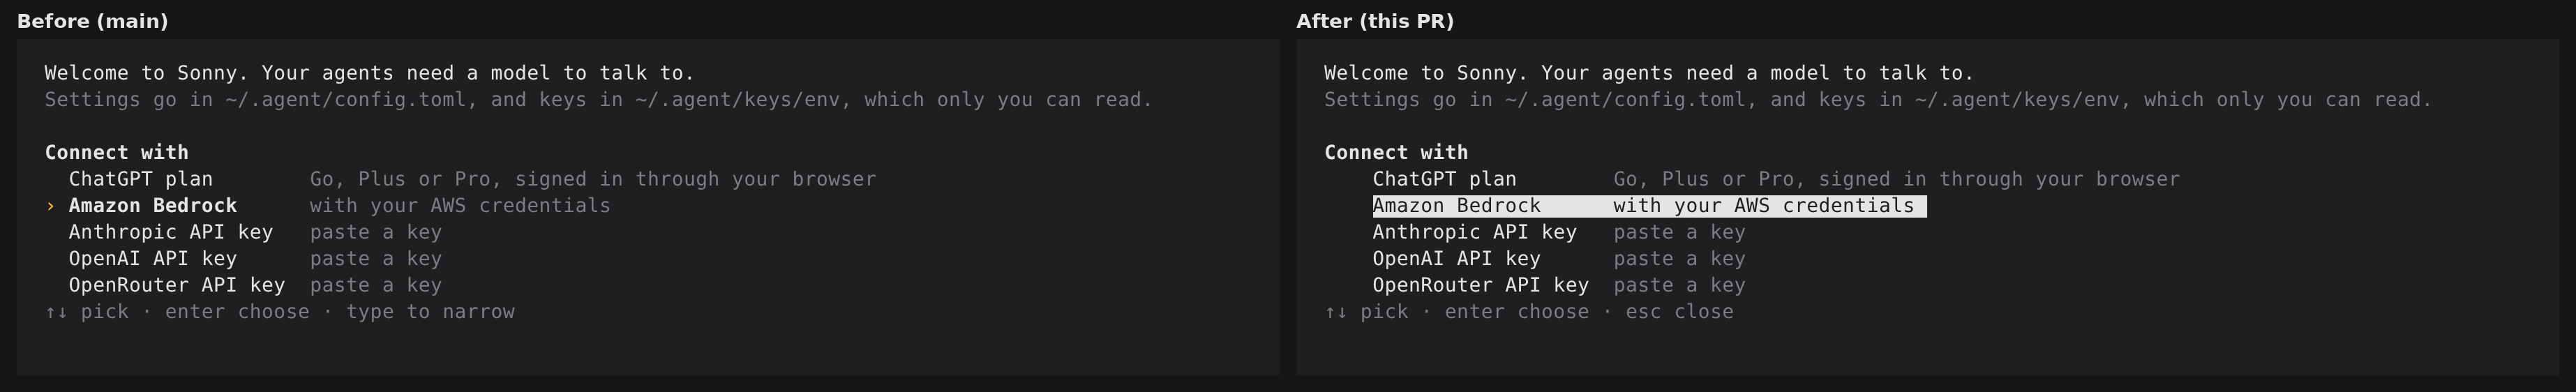 Before (main)
Welcome to Sonny. Your agents need a model to talk to.
Settings go in ~/.agent/config.toml, and keys in ~/.agent/keys/env, which only you can read.
Connect with
ChatGPT plan Go, Plus or Pro, signed in through your browser
› Amazon Bedrock with your AWS credentials
Anthropic API key paste a key
OpenAI API key paste a key
OpenRouter API key paste a key
↑↓ pick · enter choose · type to narrow
After (this PR)
Welcome to Sonny. Your agents need a model to talk to.
Settings go in ~/.agent/config.toml, and keys in ~/.agent/keys/env, which only you can read.
Connect with
ChatGPT plan Go, Plus or Pro, signed in through your browser
Amazon Bedrock with your AWS credentials
Anthropic API key paste a key
OpenAI API key paste a key
OpenRouter API key paste a key
↑↓ pick · enter choose · esc close